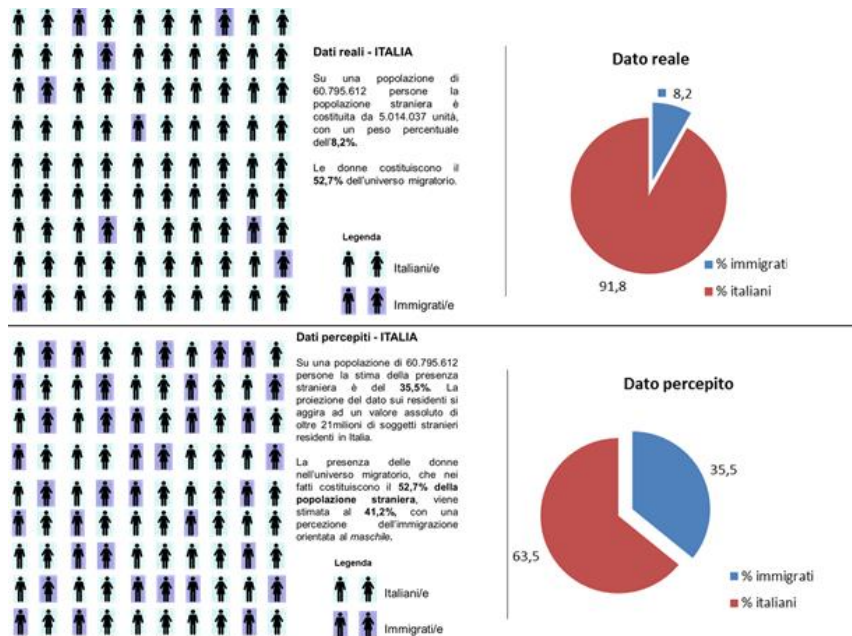 Dati reali - ITALIA
Su una popolazione di
60.795.612 persone la
popolazione straniera è
costituita da 5.014.037 unità,
con un peso percentuale
dell'8,2%.
Le donne costituiscono il
52,7% dell'universo migratorio.
Legenda
Italiani/e
Immigrati/e
Dato reale
8,2
91,8
% immigrati
% italiani
Dati percepiti - ITALIA
Su una popolazione di 60.795.612
persone la stima della presenza
straniera è del 35,5%. La
proiezione del dato sui residenti si
aggira ad un valore assoluto di
oltre 21milioni di soggetti stranieri
residenti in Italia.
La presenza delle donne
nell'universo migratorio, che nei
fatti costituiscono il 52,7% della
popolazione straniera, viene
stimata al 41,2%, con una
percezione dell'immigrazione
orientata al maschile.
Legenda
Italiani/e
Immigrati/e
Dato percepito
35,5
63,5
% immigrati
% italiani